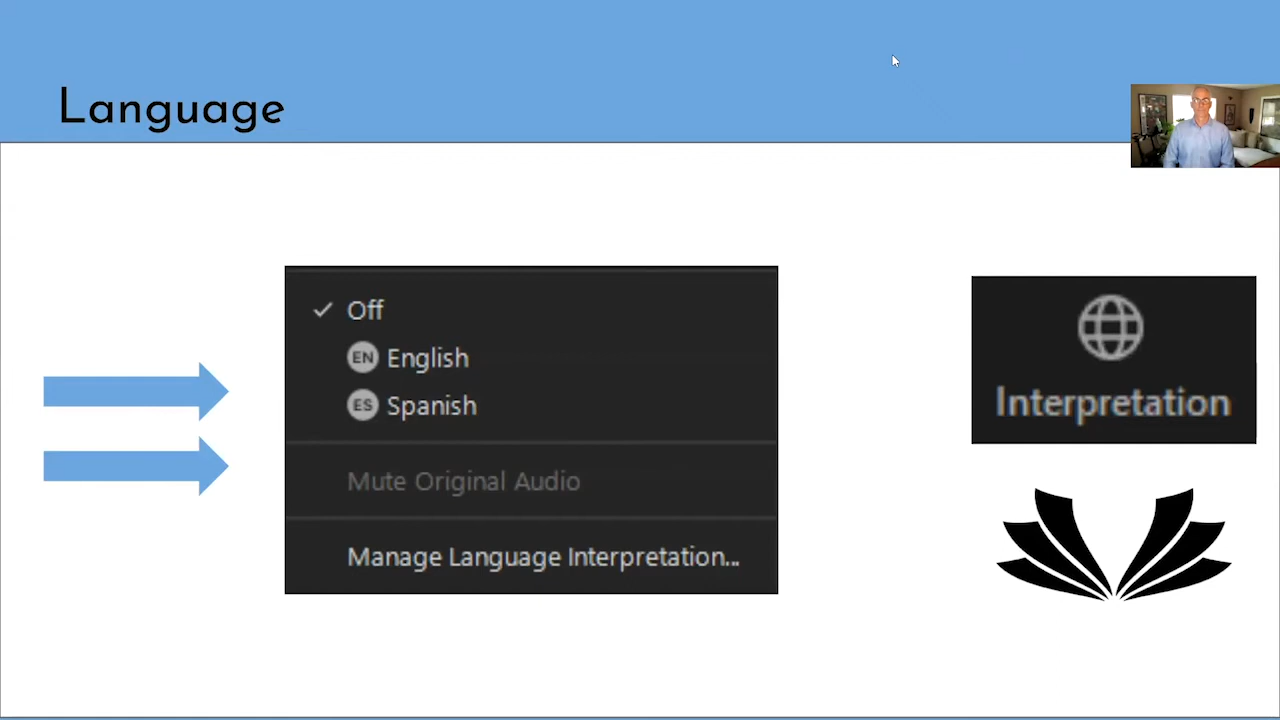 Language
Off
EN English
ES Spanish
Mute Original Audio
Manage Language Interpretation...
Interpretation